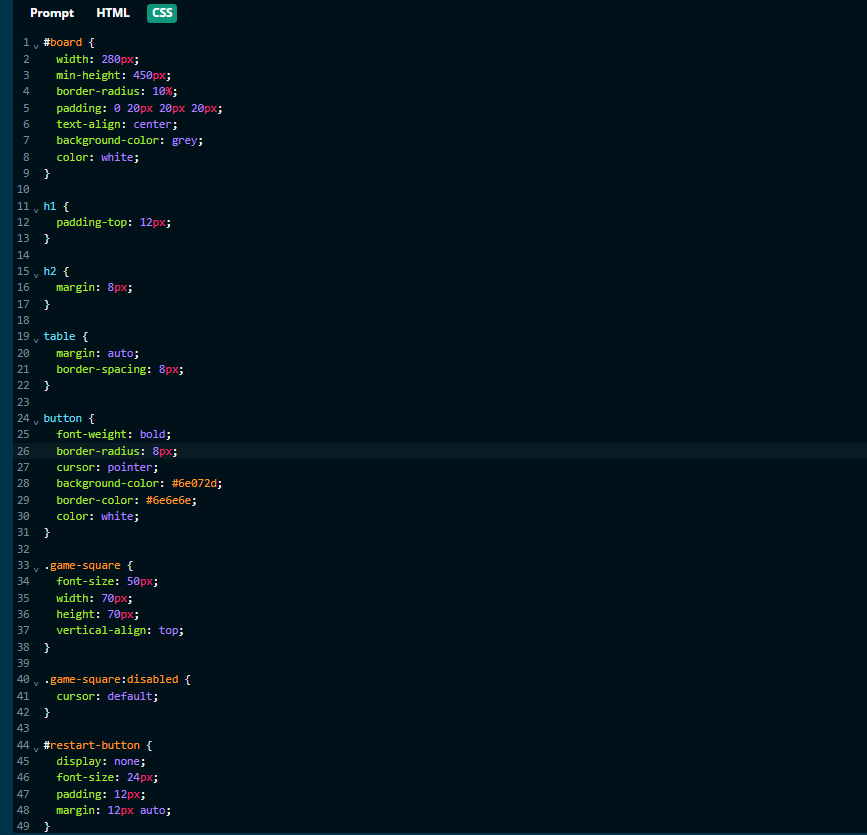 Prompt HTML CSS
1 #board {
2 width: 280px;
3 min-height: 450px;
4 border-radius: 10%;
5 padding: 0 20px 20px 20px;
6 text-align: center;
7 background-color: grey;
8 color: white;
9 }
10
11 h1 {
12 padding-top: 12px;
13 }
14
15 h2 {
16 margin: 8px;
17 }
18
19 table {
20 margin: auto;
21 border-spacing: 8px;
22 }
23
24 button {
25 font-weight: bold;
26 border-radius: 8px;
27 cursor: pointer;
28 background-color: #6e072d;
29 border-color: #6e6e6e;
30 color: white;
31 }
32
33 .game-square {
34 font-size: 50px;
35 width: 70px;
36 height: 70px;
37 vertical-align: top;
38 }
39
40 .game-square:disabled {
41 cursor: default;
42 }
43
44 #restart-button {
45 display: none;
46 font-size: 24px;
47 padding: 12px;
48 margin: 12px auto;
49 }